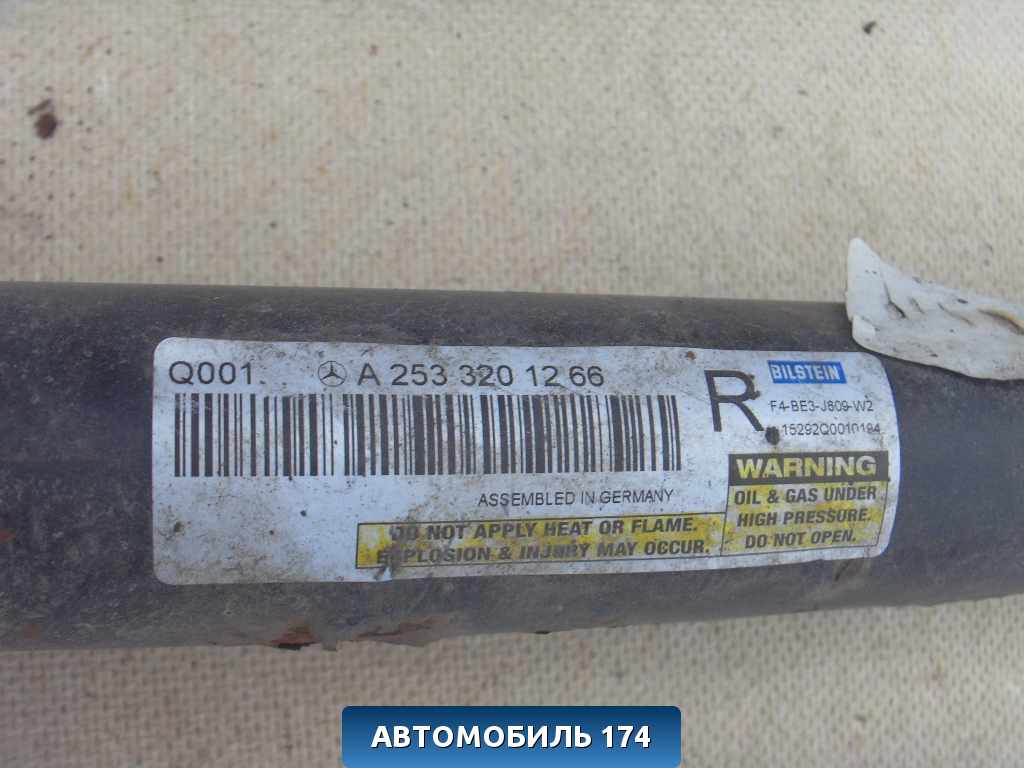 Q001. A 253 320 12 66
R
BILSTEIN
F4-BE3-J609-W2
15292Q0010194
ASSEMBLED IN GERMANY
WARNING
OIL & GAS UNDER
HIGH PRESSURE.
DO NOT OPEN.
DO NOT APPLY HEAT OR FLAME.
EXPLOSION & INJURY MAY OCCUR.
АВТОМОБИЛЬ 174